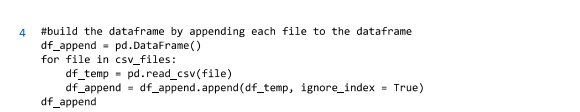 4 #build the dataframe by appending each file to the dataframe
df_append = pd.DataFrame()
for file in csv_files:
    df_temp = pd.read_csv(file)
    df_append = df_append.append(df_temp, ignore_index = True)
df_append